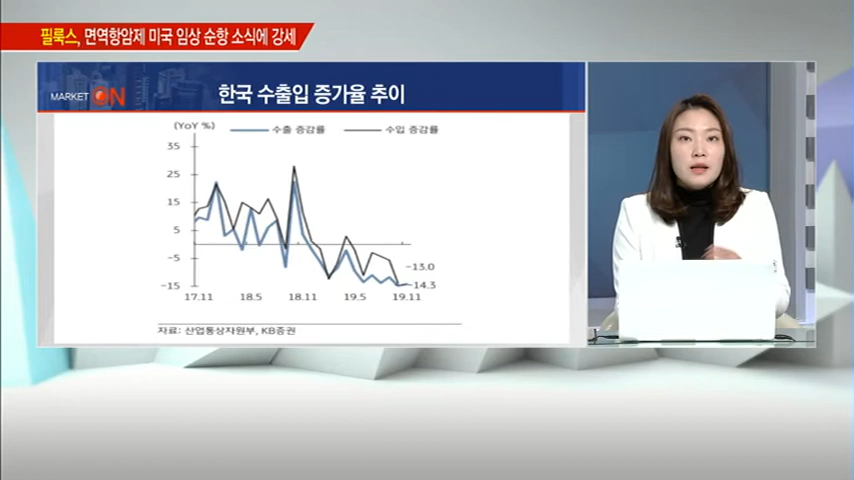 필룩스, 면역항암제 미국 임상 순항 소식에 강세
MARKET ON
한국 수출입 증가율 추이
(YoY %)
수출 증감률
수입 증감률
35
25
15
5
-5
-15
-13.0
-14.3
17.11
18.5
18.11
19.5
19.11
자료: 산업통상자원부, KB증권